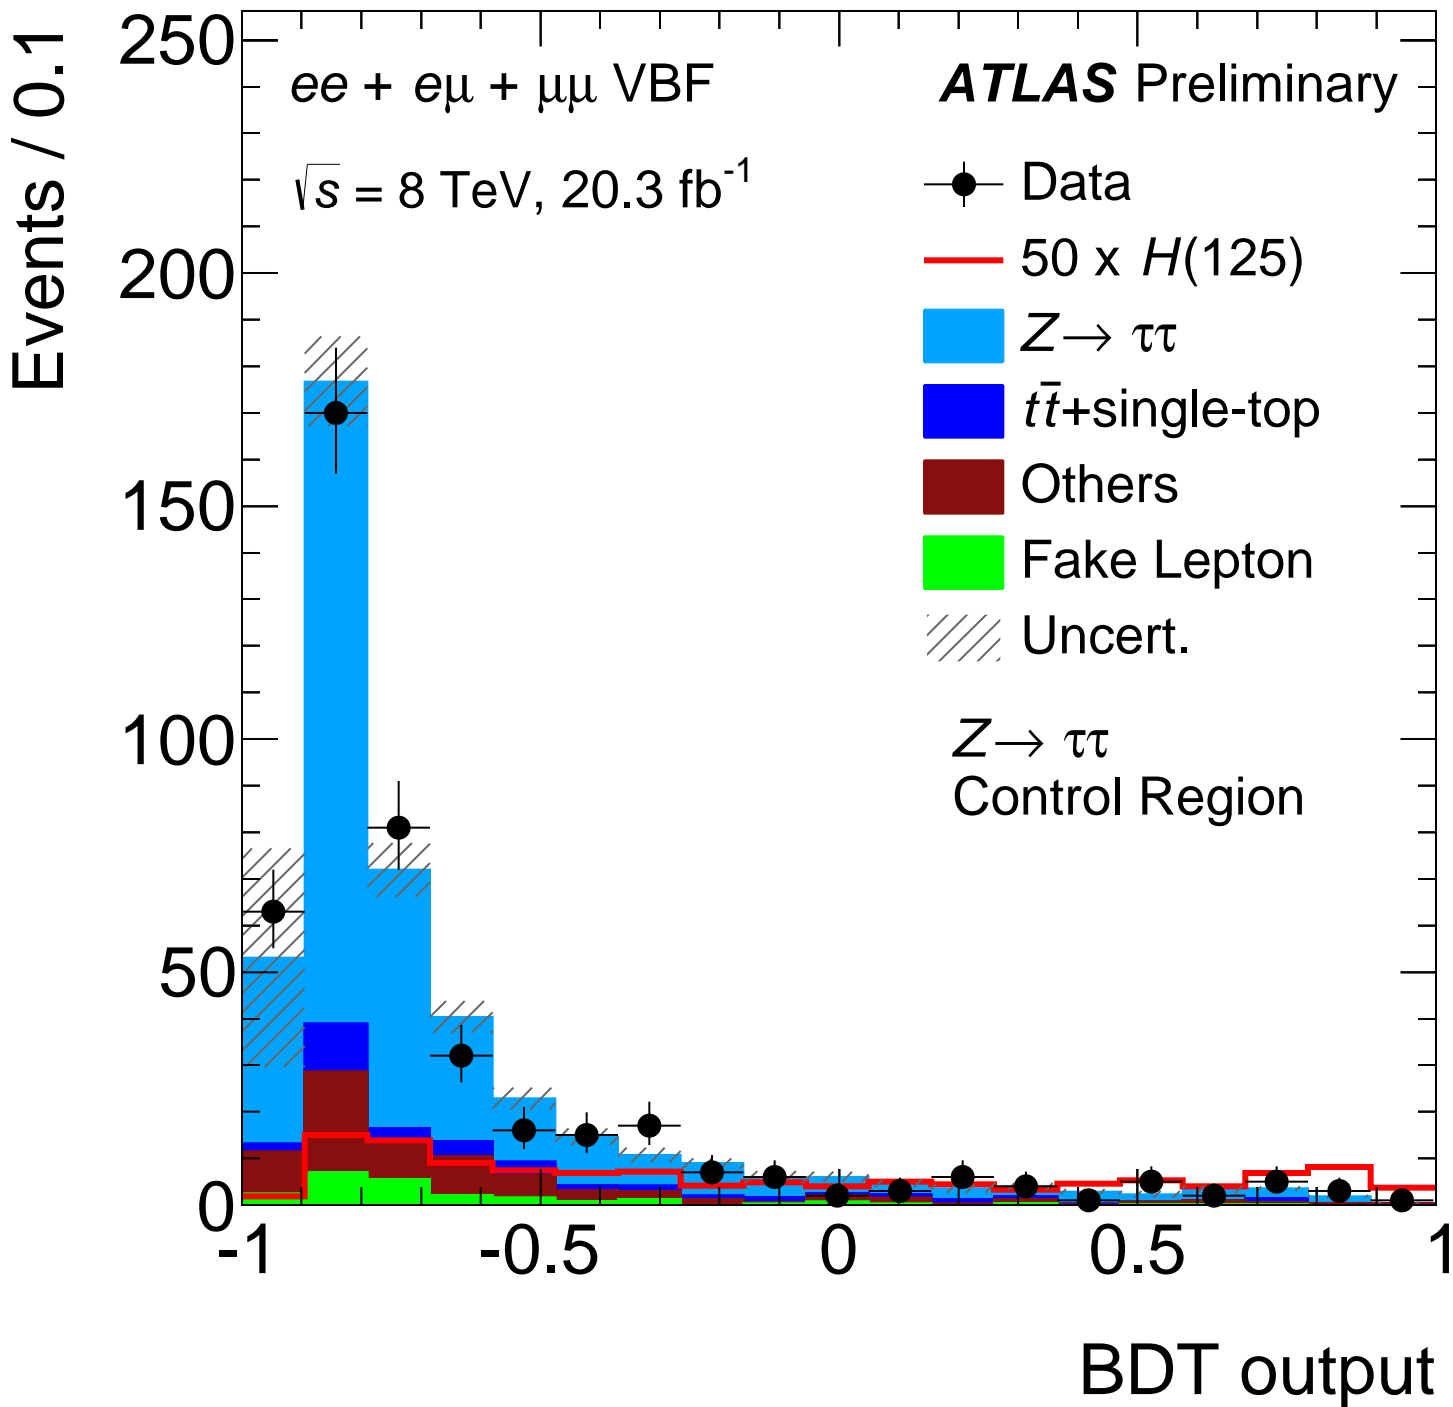 Events / 0.1
250
200
150
100
50
0
ee + eμ + μμ VBF
√s = 8 TeV, 20.3 fb⁻¹
ATLAS Preliminary
Data
50 x H(125)
Z→ ττ
tt̄+single-top
Others
Fake Lepton
Uncert.
Z→ ττ
Control Region
-1 -0.5 0 0.5 1
BDT output